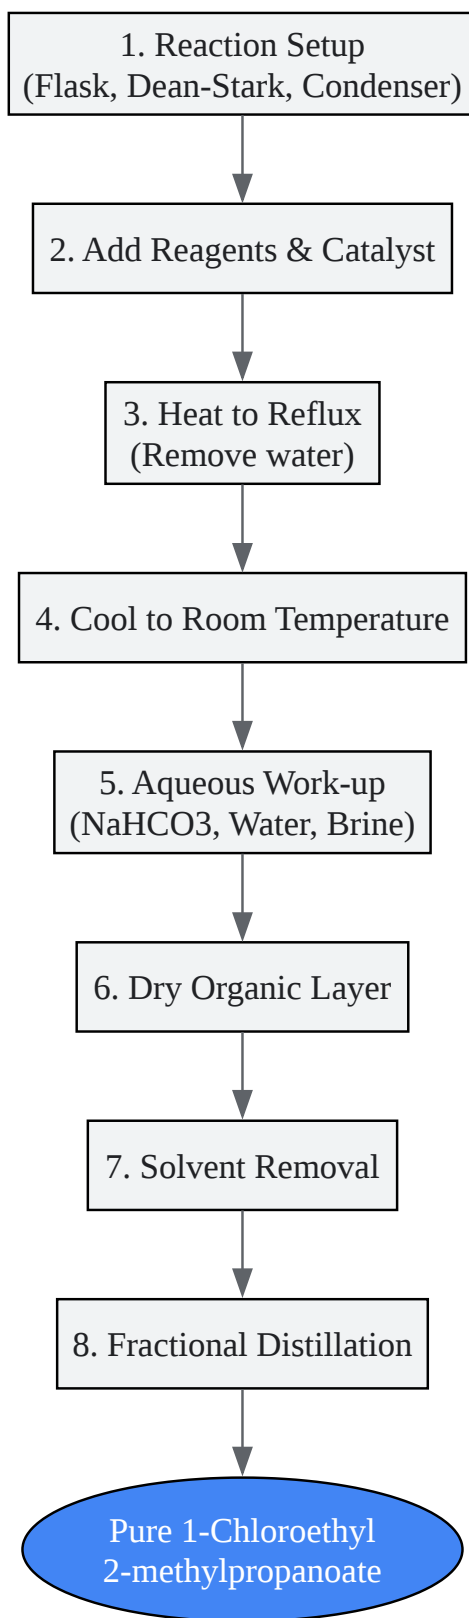 1. Reaction Setup
(Flask, Dean-Stark, Condenser)
2. Add Reagents & Catalyst
3. Heat to Reflux
(Remove water)
4. Cool to Room Temperature
5. Aqueous Work-up
(NaHCO3, Water, Brine)
6. Dry Organic Layer
7. Solvent Removal
8. Fractional Distillation
Pure 1-Chloroethyl
2-methylpropanoate